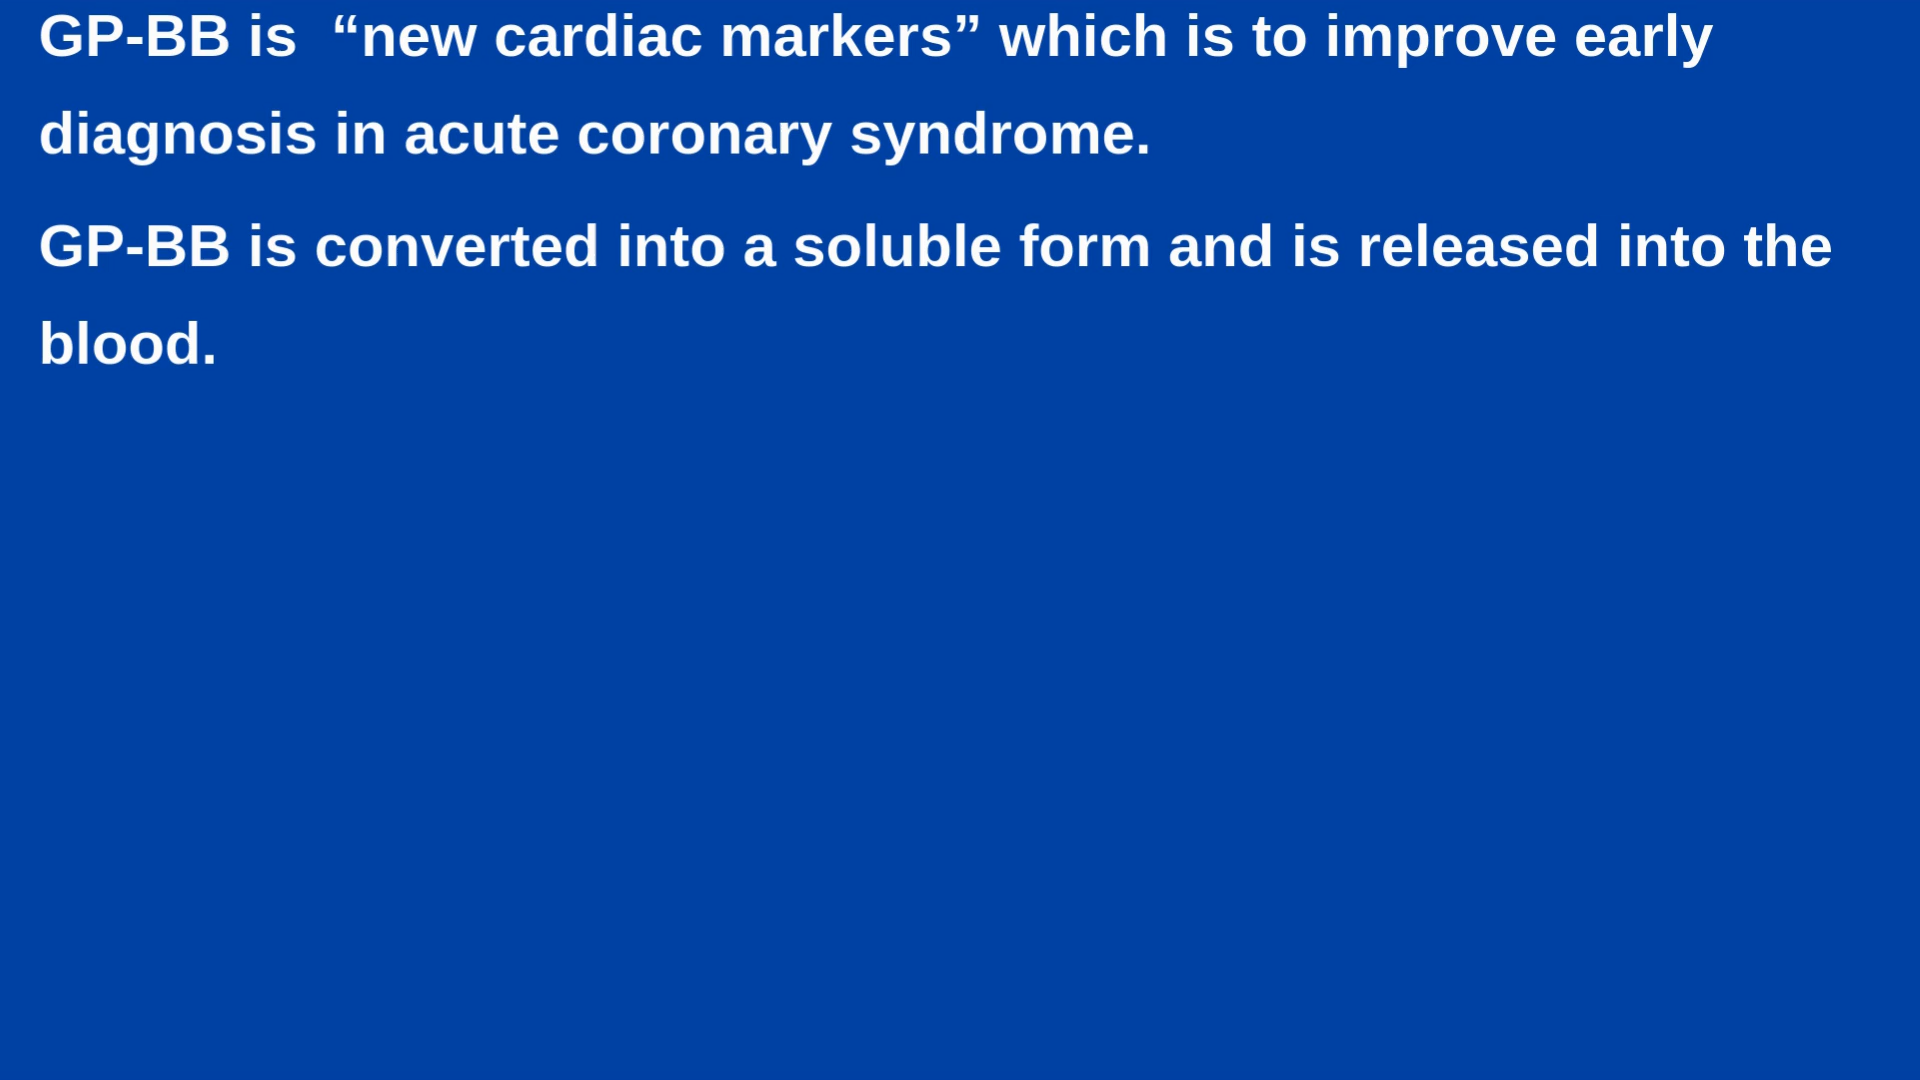 GP-BB is  “new cardiac markers” which is to improve early
diagnosis in acute coronary syndrome.
GP-BB is converted into a soluble form and is released into the
blood.